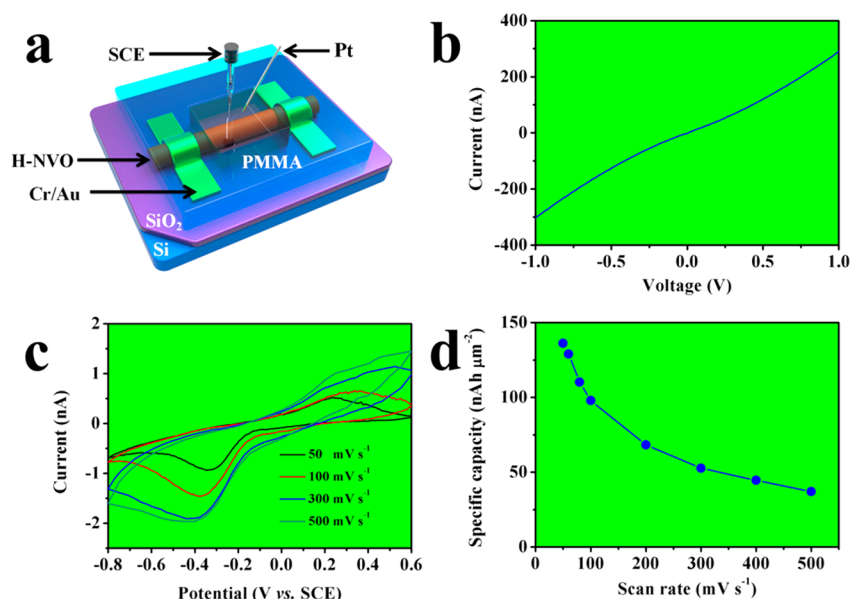 a
SCE
Pt
H-NVO
PMMA
Cr/Au
SiO2
Si
b
Current (nA)
400
200
0
-200
-400
-1.0 -0.5 0.0 0.5 1.0
Voltage (V)
c
Current (nA)
2
1
0
-1
-2
50 mV s-1
100 mV s-1
300 mV s-1
500 mV s-1
-0.8 -0.6 -0.4 -0.2 0.0 0.2 0.4 0.6
Potential (V vs. SCE)
d
Specific capacity (nAh μm-2)
150
100
50
0
0 100 200 300 400 500
Scan rate (mV s-1)